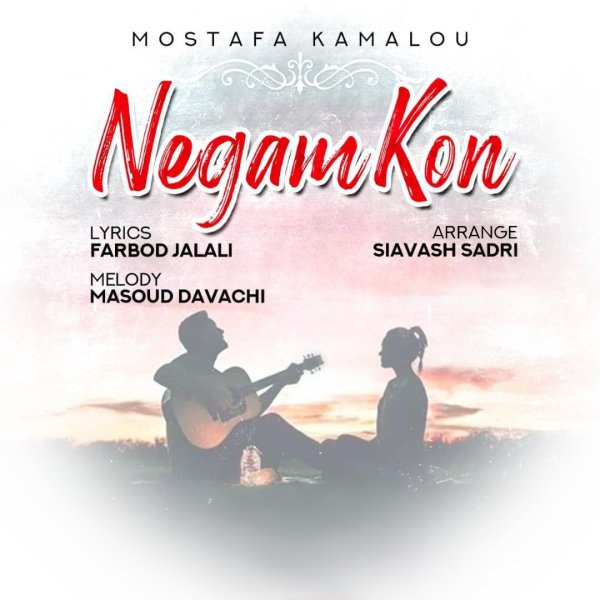 MOSTAFA KAMALOU
Negam Kon
LYRICS
FARBOD JALALI
MELODY
MASOUD DAVACHI
ARRANGE
SIAVASH SADRI